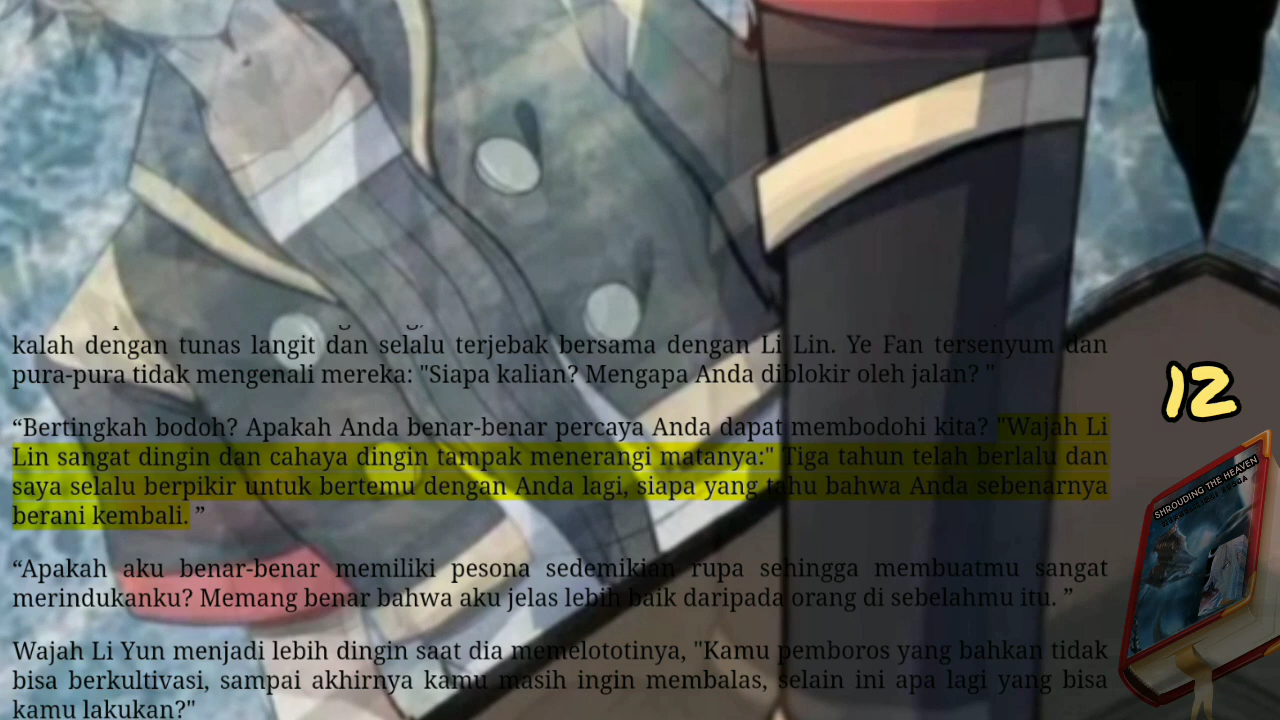 kalah dengan tunas langit dan selalu terjebak bersama dengan Li Lin. Ye Fan tersenyum dan
pura-pura tidak mengenali mereka: "Siapa kalian? Mengapa Anda diblokir oleh jalan? "
“Bertingkah bodoh? Apakah Anda benar-benar percaya Anda dapat membodohi kita? "Wajah Li
Lin sangat dingin dan cahaya dingin tampak menerangi matanya:" Tiga tahun telah berlalu dan
saya selalu berpikir untuk bertemu dengan Anda lagi, siapa yang tahu bahwa Anda sebenarnya
berani kembali. ”
“Apakah aku benar-benar memiliki pesona sedemikian rupa sehingga membuatmu sangat
merindukanku? Memang benar bahwa aku jelas lebih baik daripada orang di sebelahmu itu. ”
Wajah Li Yun menjadi lebih dingin saat dia memelototinya, "Kamu pemboros yang bahkan tidak
bisa berkultivasi, sampai akhirnya kamu masih ingin membalas, selain ini apa lagi yang bisa
kamu lakukan?"
12
SHROUDING THE HEAVEN